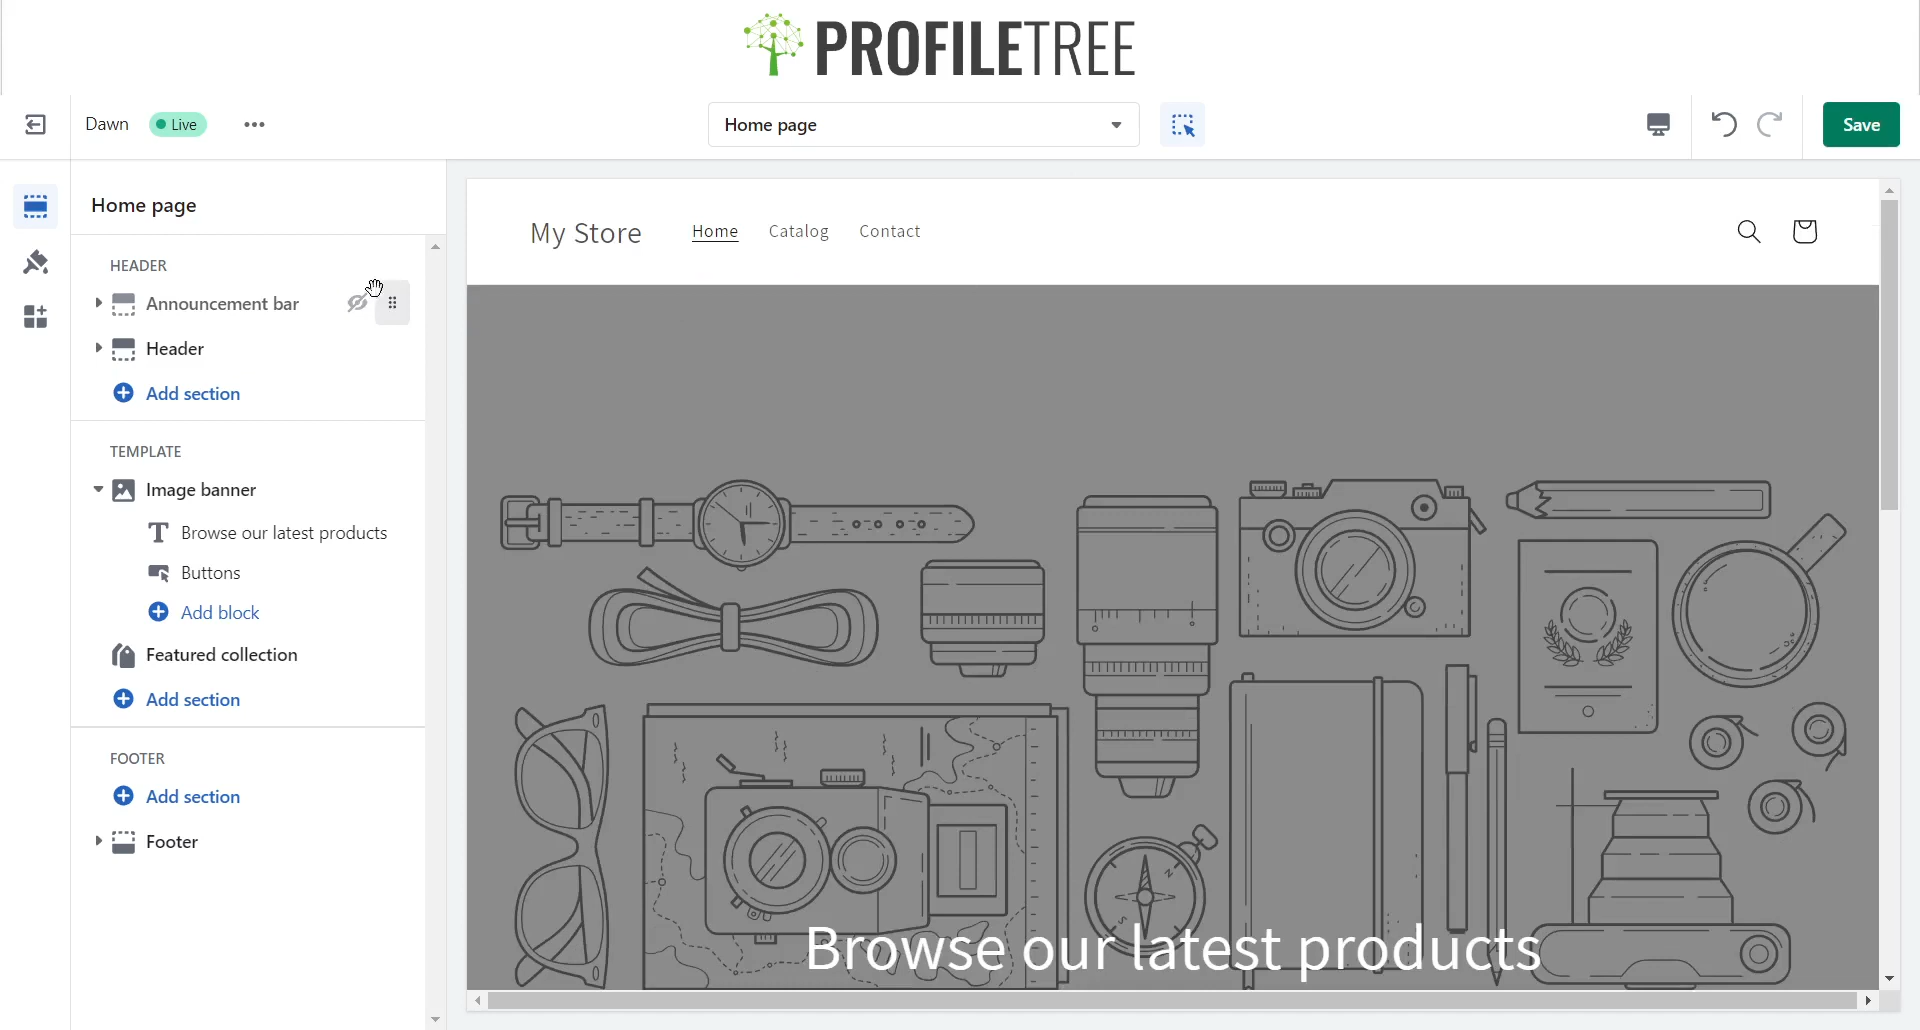 PROFILETREE
Dawn
Live
Home page
Save
Home page
HEADER
Announcement bar
Header
Add section
TEMPLATE
Image banner
Browse our latest products
Buttons
Add block
Featured collection
Add section
FOOTER
Add section
Footer
My Store
Home
Catalog
Contact
N
S
Browse our latest products